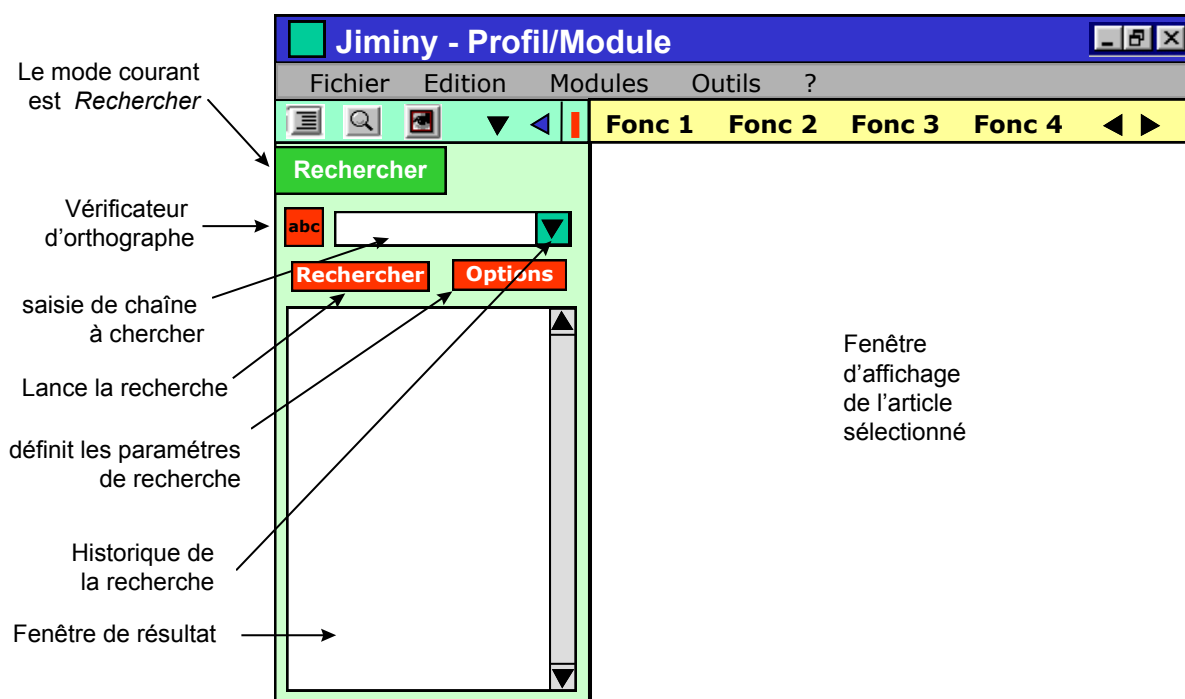 Jiminy - Profil/Module
Fichier Edition Modules Outils ?
Fonc 1 Fonc 2 Fonc 3 Fonc 4
Le mode courant
est Rechercher
Rechercher
Vérificateur
d'orthographe
abc
Rechercher Options
saisie de chaîne
à chercher
Lance la recherche
définit les paramétres
de recherche
Historique de
la recherche
Fenêtre de résultat
Fenêtre
d’affichage
de l’article
sélectionné